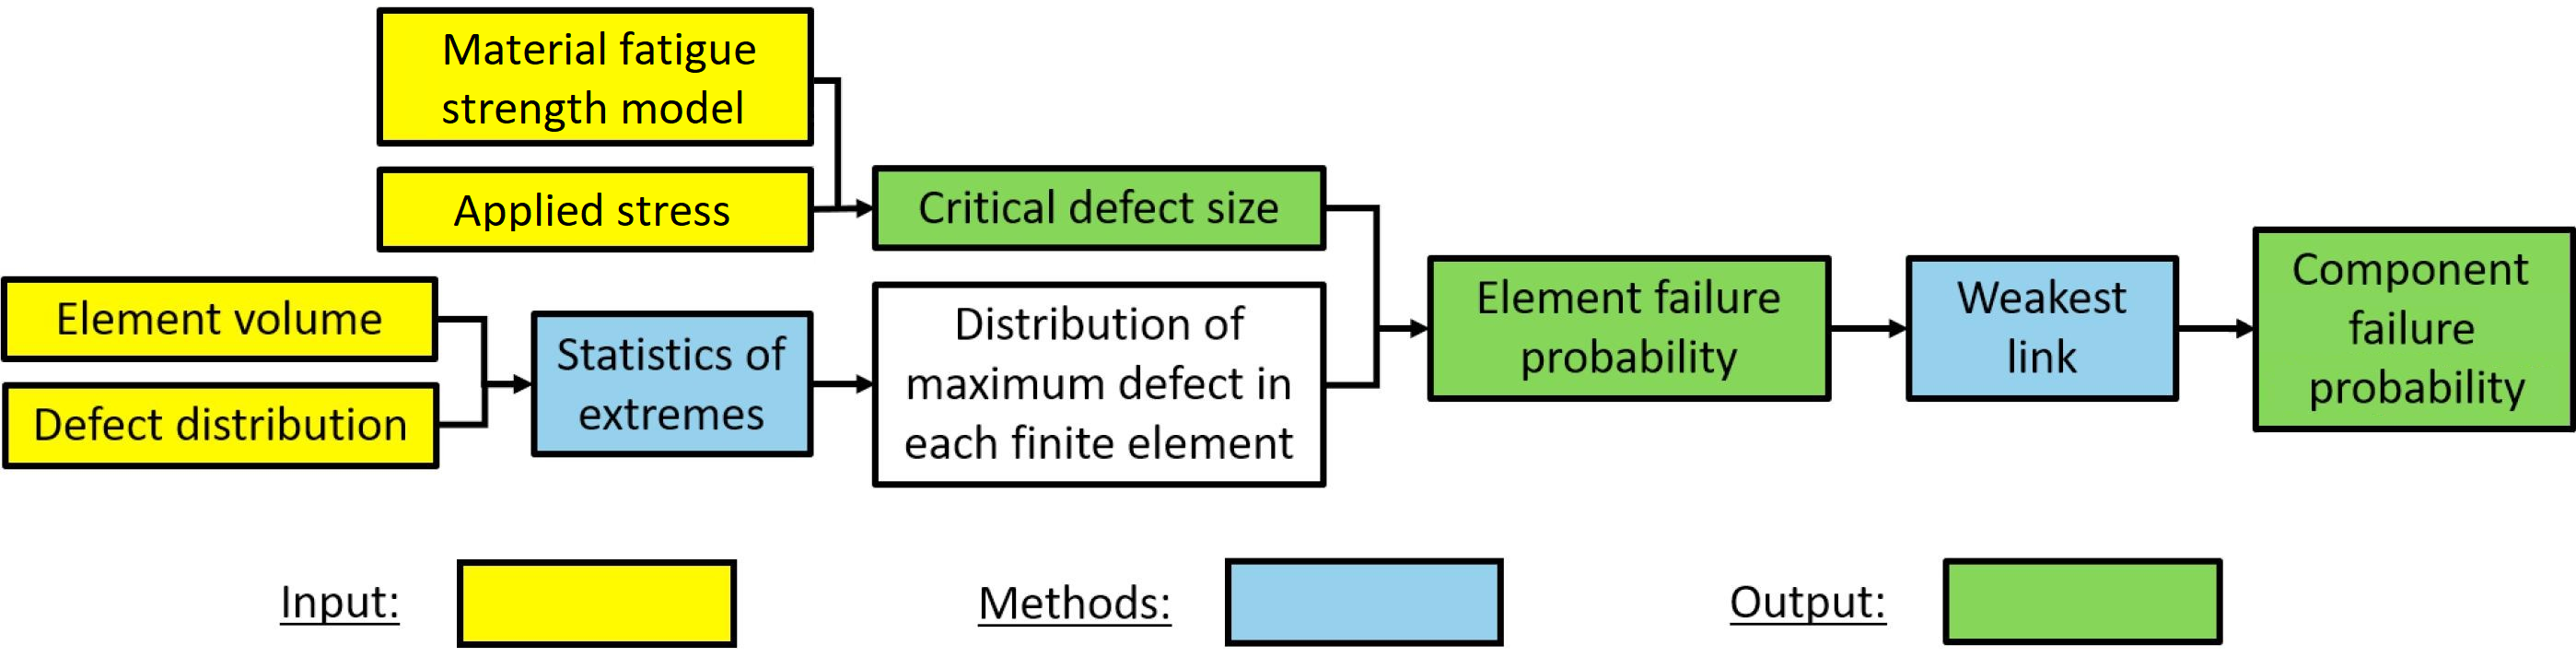 Material fatigue
strength model
Applied stress
Element volume
Defect distribution
Statistics of
extremes
Critical defect size
Distribution of
maximum defect in
each finite element
Element failure
probability
Weakest
link
Component
failure
probability
Input:
Methods:
Output: